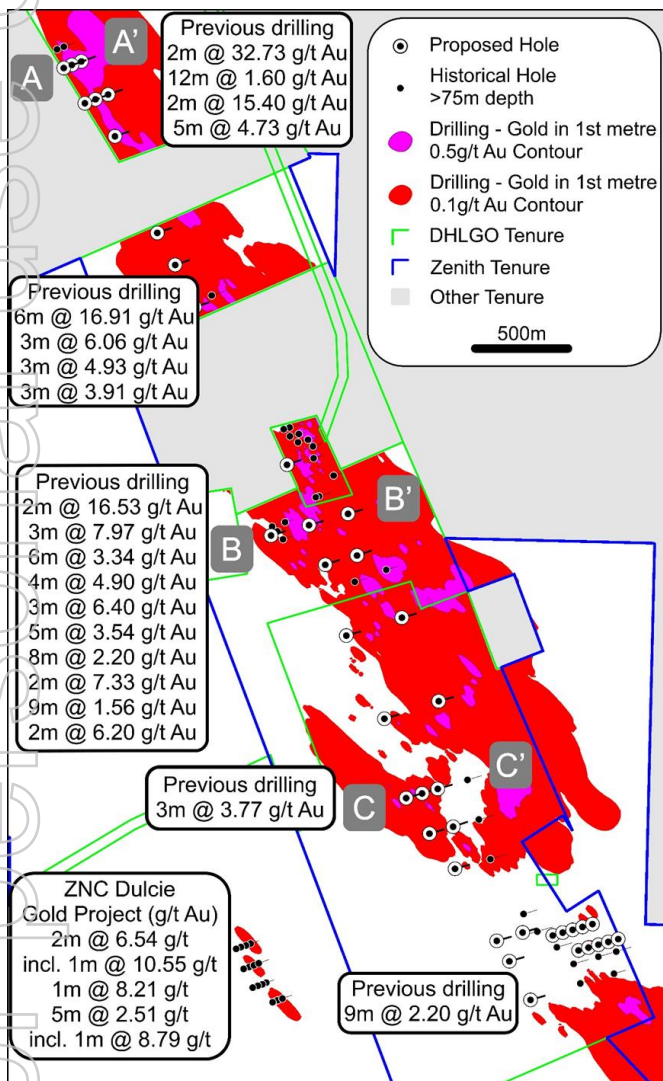 Previous drilling
2m @ 32.73 g/t Au
12m @ 1.60 g/t Au
2m @ 15.40 g/t Au
5m @ 4.73 g/t Au
A
A'
Proposed Hole
Historical Hole
>75m depth
Drilling - Gold in 1st metre
0.5g/t Au Contour
Drilling - Gold in 1st metre
0.1g/t Au Contour
DHLGO Tenure
Zenith Tenure
Other Tenure
500m
Previous drilling
6m @ 16.91 g/t Au
3m @ 6.06 g/t Au
3m @ 4.93 g/t Au
3m @ 3.91 g/t Au
Previous drilling
2m @ 16.53 g/t Au
3m @ 7.97 g/t Au
6m @ 3.34 g/t Au
4m @ 4.90 g/t Au
3m @ 6.40 g/t Au
5m @ 3.54 g/t Au
8m @ 2.20 g/t Au
2m @ 7.33 g/t Au
9m @ 1.56 g/t Au
2m @ 6.20 g/t Au
B
B'
Previous drilling
3m @ 3.77 g/t Au
C
C'
ZNC Dulcie
Gold Project (g/t Au)
2m @ 6.54 g/t
incl. 1m @ 10.55 g/t
1m @ 8.21 g/t
5m @ 2.51 g/t
incl. 1m @ 8.79 g/t
Previous drilling
9m @ 2.20 g/t Au